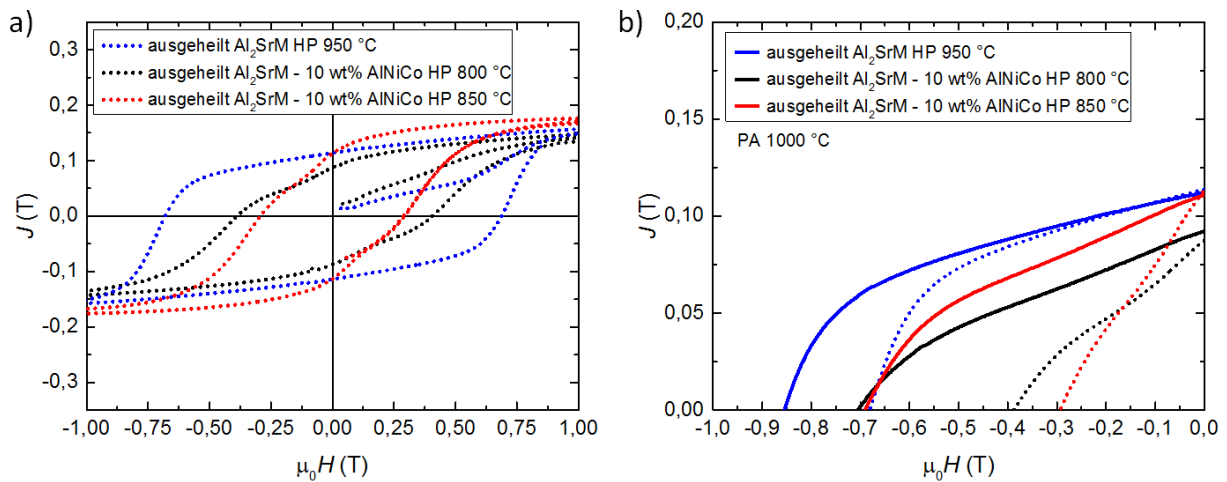 a)
0,3
0,2
0,1
0,0
-0,1
-0,2
-0,3
J (T)
ausgeheilt Al₂SrM HP 950 °C
ausgeheilt Al₂SrM - 10 wt% AlNiCo HP 800 °C
ausgeheilt Al₂SrM - 10 wt% AlNiCo HP 850 °C
-1,00 -0,75 -0,50 -0,25 0,00 0,25 0,50 0,75 1,00
μ₀H (T)
b)
0,20
0,15
0,10
0,05
0,00
J (T)
ausgeheilt Al₂SrM HP 950 °C
ausgeheilt Al₂SrM - 10 wt% AlNiCo HP 800 °C
ausgeheilt Al₂SrM - 10 wt% AlNiCo HP 850 °C
PA 1000 °C
-1,0 -0,9 -0,8 -0,7 -0,6 -0,5 -0,4 -0,3 -0,2 -0,1 0,0
μ₀H (T)